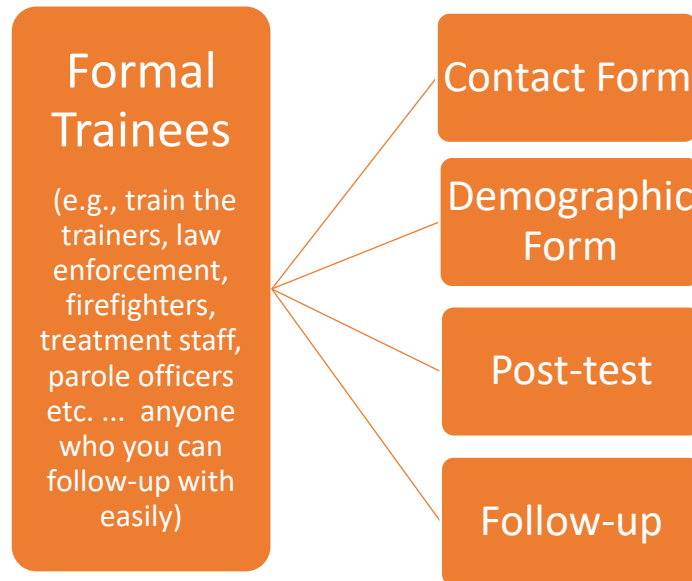 Formal
Trainees
(e.g., train the
trainers, law
enforcement,
firefighters,
treatment staff,
parole officers
etc. ... anyone
who you can
follow-up with
easily)
Contact Form
Demographic
Form
Post-test
Follow-up